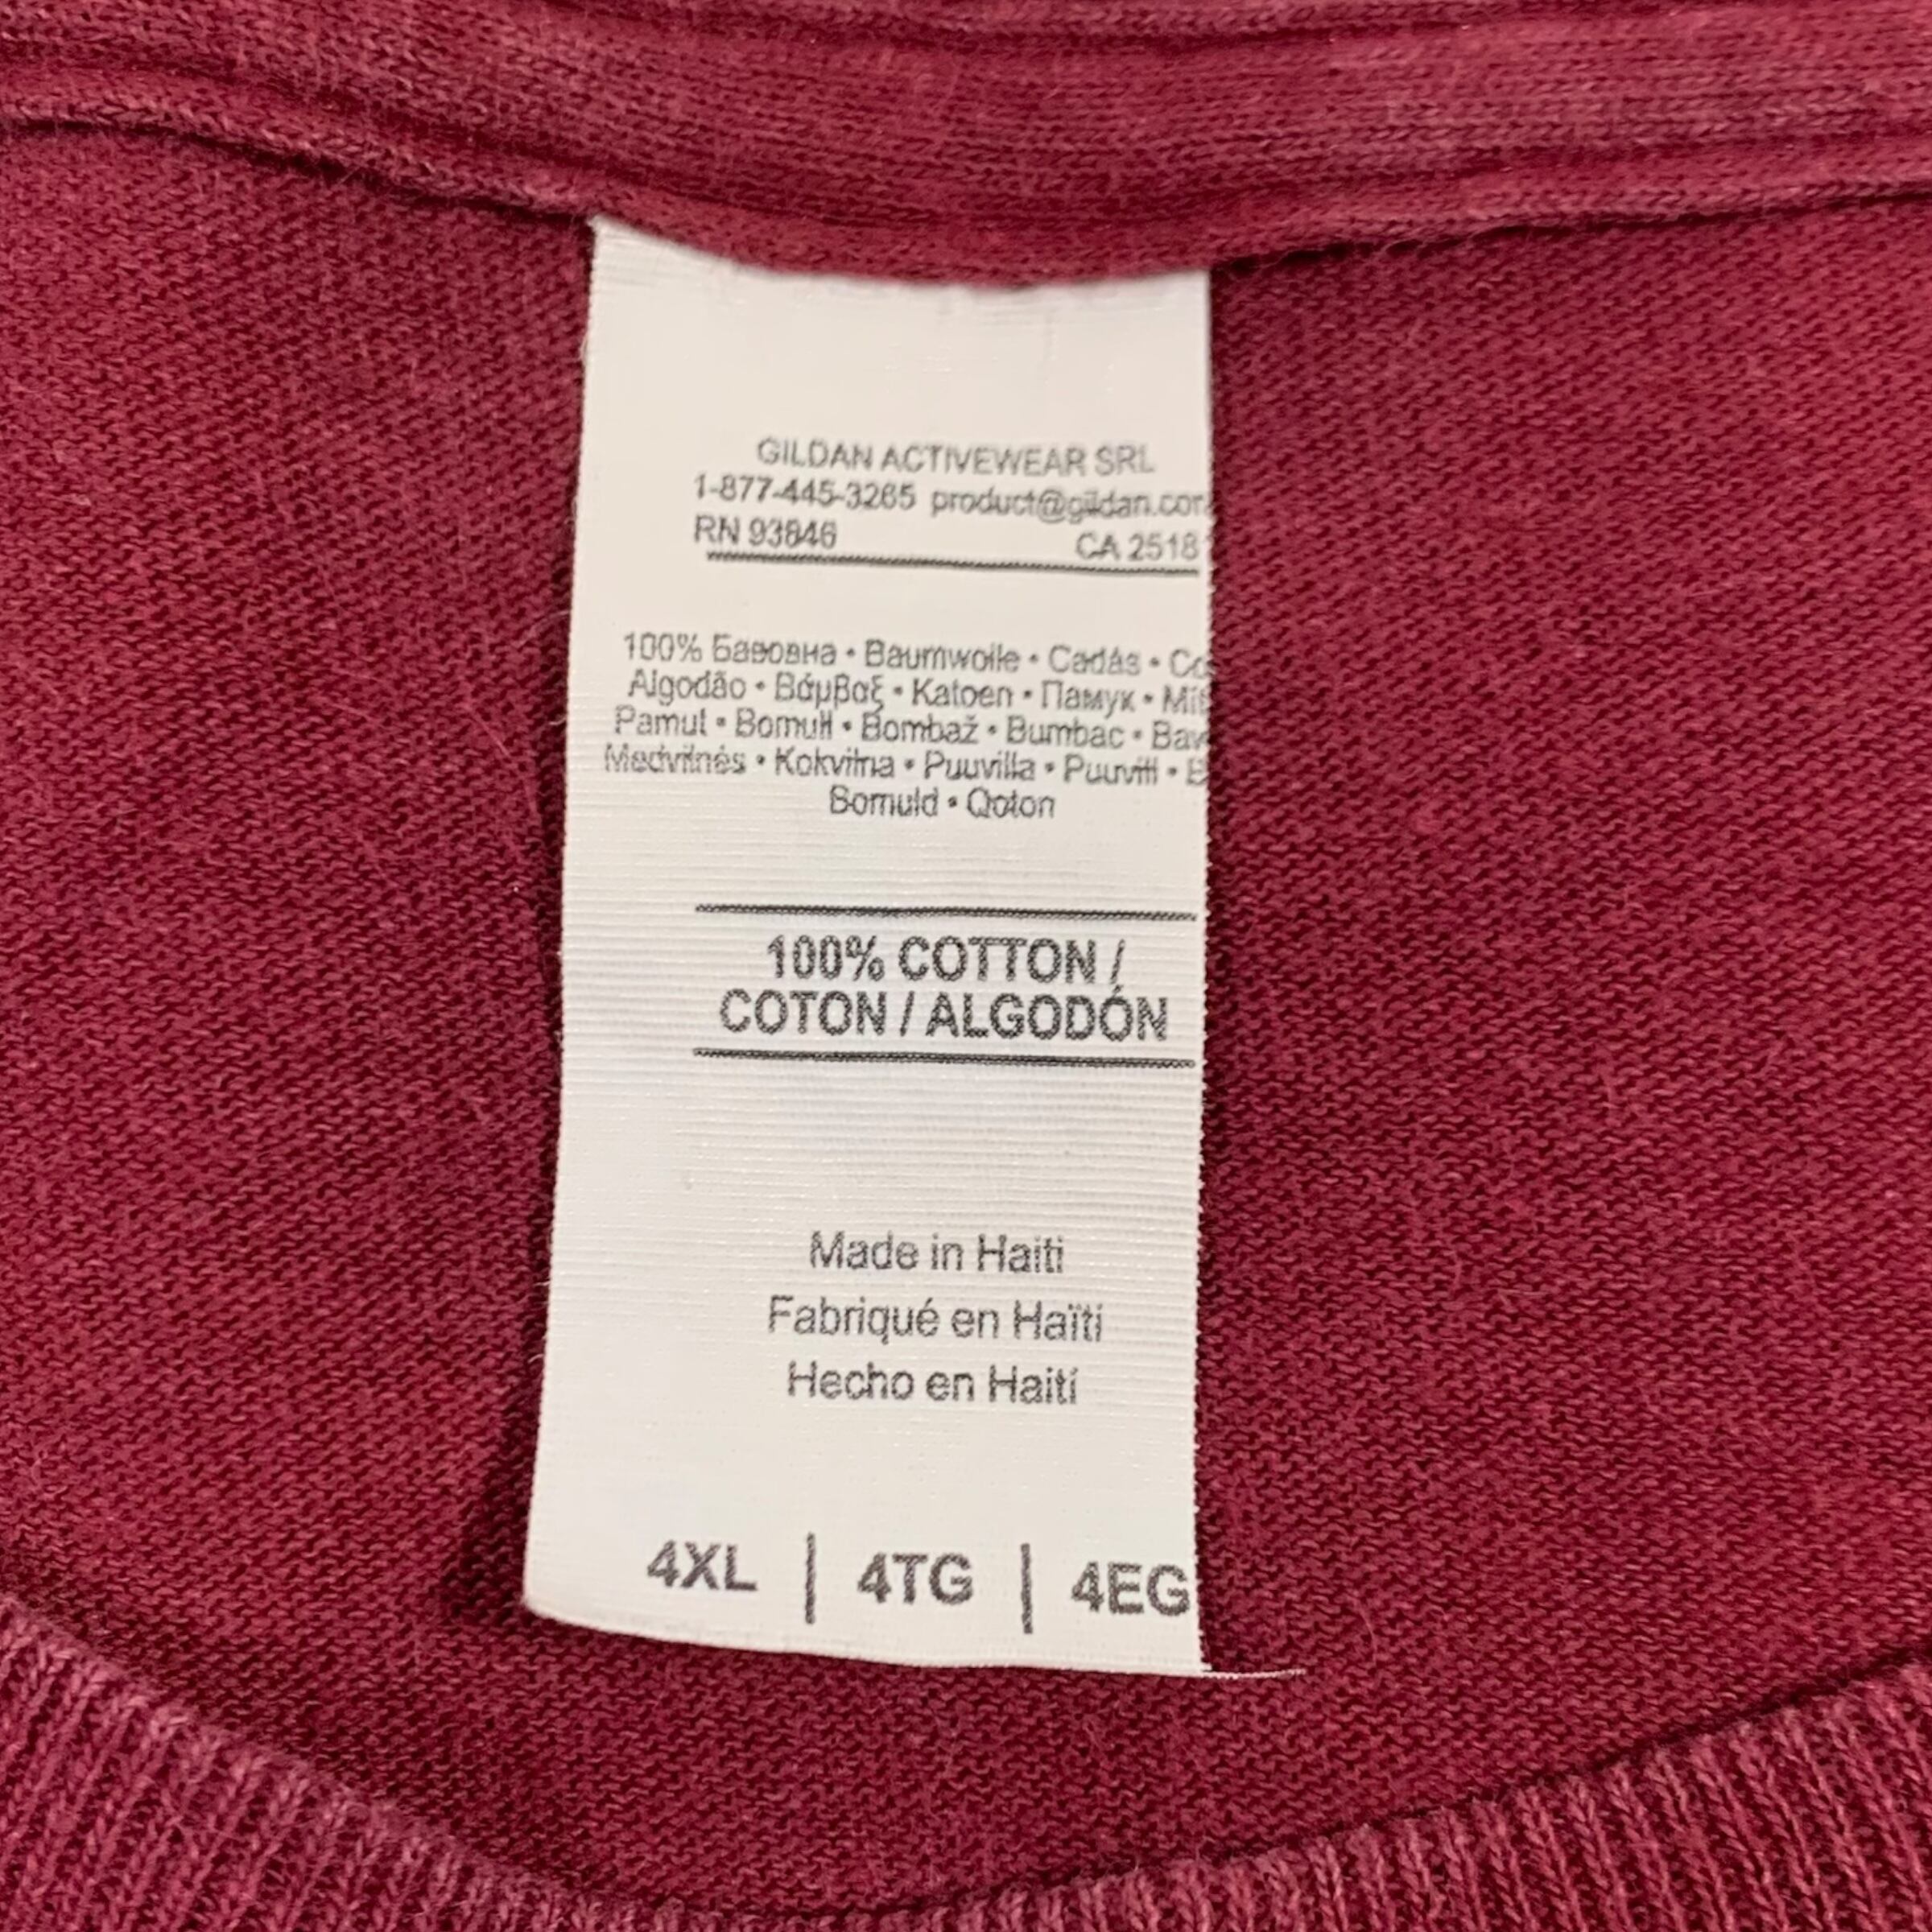 GILDAN ACTIVEWEAR SRL
1-877-445-3265 product@gildan.com
RN 93846 CA 2518
100% Бавовна • Baumwolle • Cadás •
Algodão • Βάμβαξ • Katoen • Памук •
Pamut • Bomull • Bombaž • Bumbac •
Medvilnės • Kokvilna • Puuvilla • Puuvill •
Bomuld • Qoton
100% COTTON /
COTON / ALGODÓN
Made in Haiti
Fabriqué en Haïti
Hecho en Haití
4XL | 4TG | 4EG